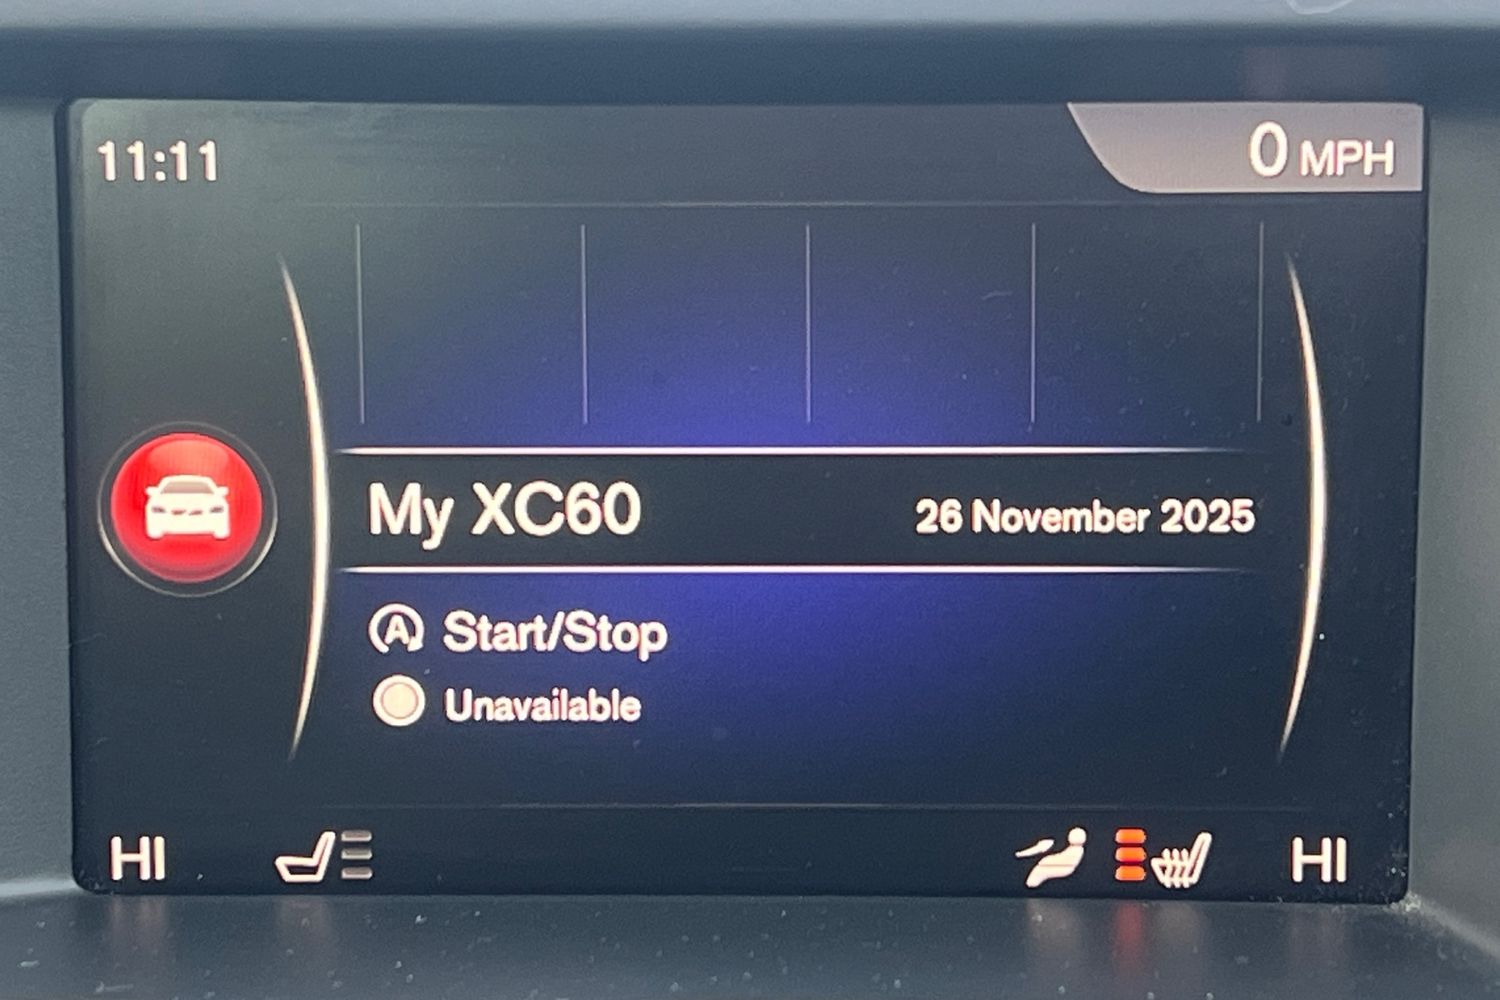 11:11
0 MPH
My XC60 26 November 2025
A Start/Stop
Unavailable
HI HI